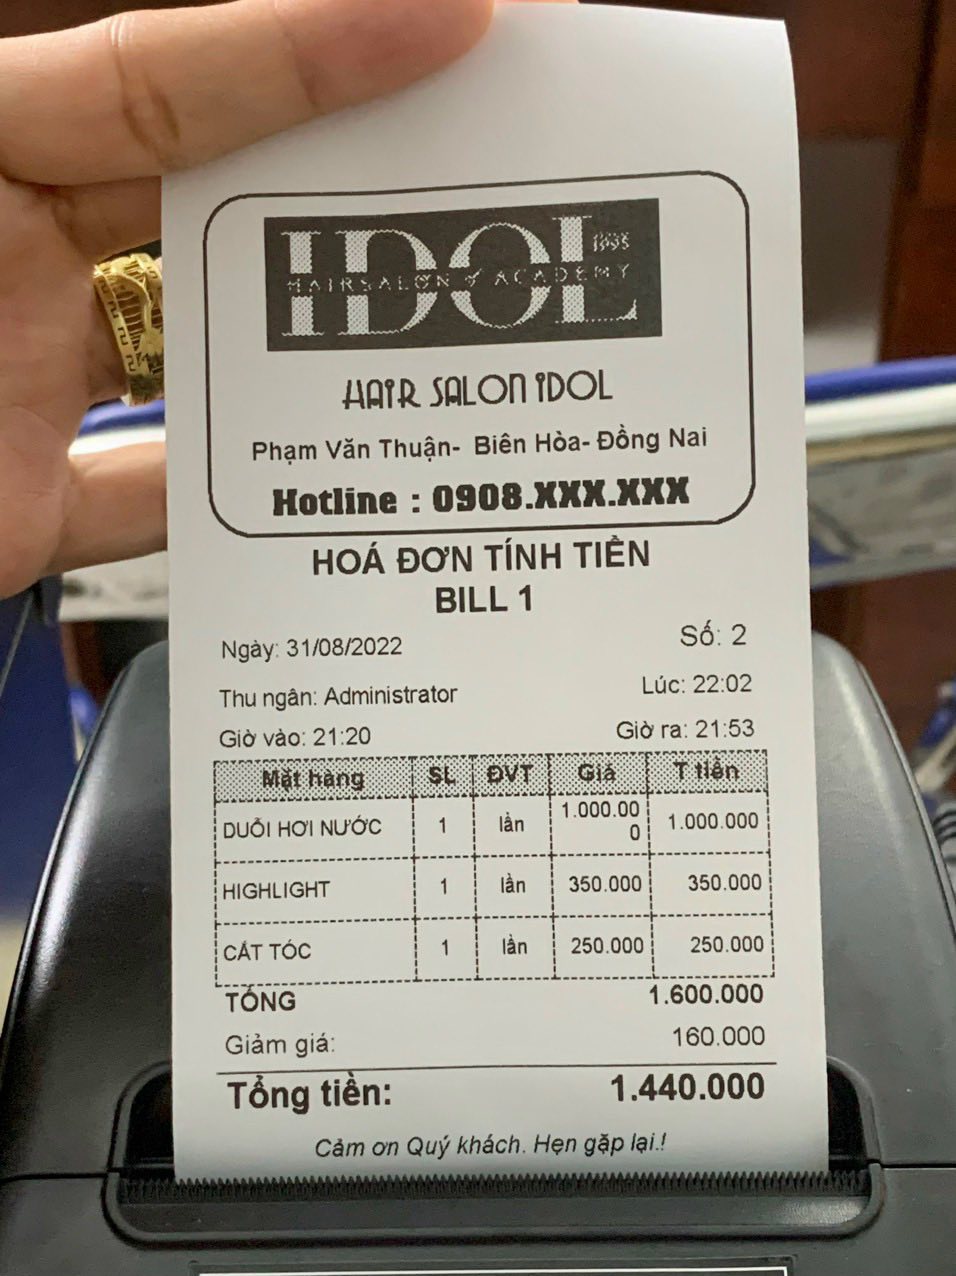 IDOL
1995
HAIRSALON & ACADEMY
HAIR SALON IDOL
Phạm Văn Thuận- Biên Hòa- Đồng Nai
Hotline : 0908.XXX.XXX
HOÁ ĐƠN TÍNH TIỀN
BILL 1
Ngày: 31/08/2022 Số: 2
Thu ngân: Administrator Lúc: 22:02
Giờ vào: 21:20 Giờ ra: 21:53
Mặt hàng SL ĐVT Giá T tiền
DUỖI HƠI NƯỚC 1 lần 1.000.000 1.000.000
HIGHLIGHT 1 lần 350.000 350.000
CẮT TÓC 1 lần 250.000 250.000
TỔNG 1.600.000
Giảm giá: 160.000
Tổng tiền: 1.440.000
Cảm ơn Quý khách. Hẹn gặp lại.!